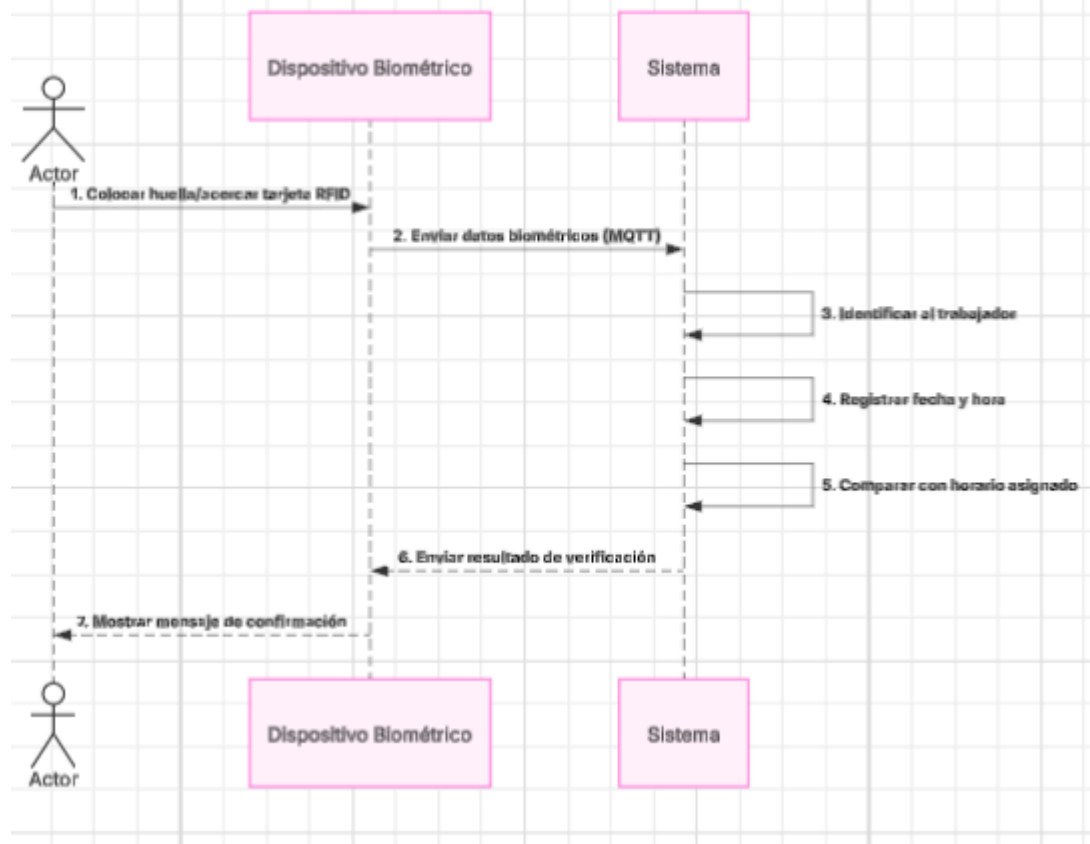 Dispositivo Biométrico
Sistema
Actor
1. Colocar huella/acercar tarjeta RFID
2. Enviar datos biométricos (MQTT)
3. Identificar al trabajador
4. Registrar fecha y hora
5. Comparar con horario asignado
6. Enviar resultado de verificación
7. Mostrar mensaje de confirmación
Dispositivo Biométrico
Sistema
Actor